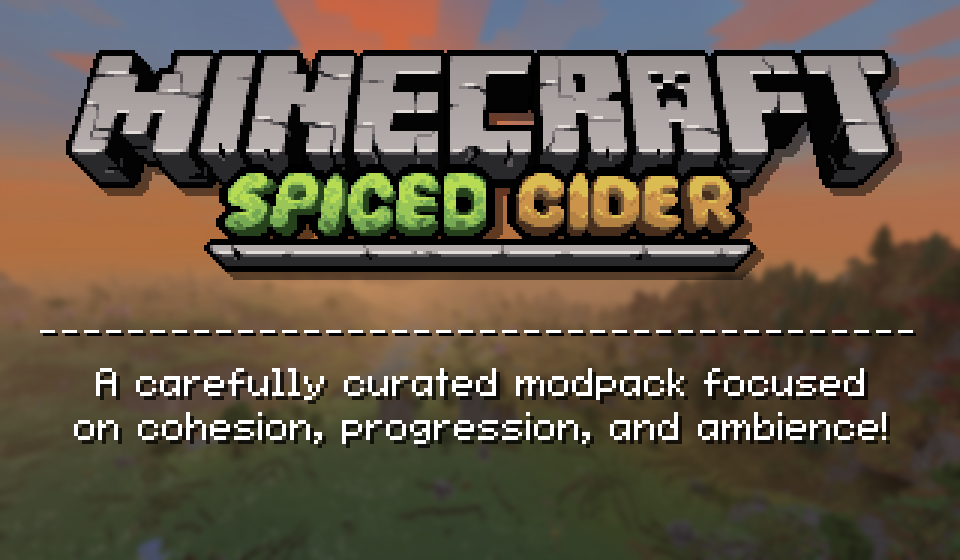 MINECRAFT
SPICED CIDER
-----------------------------------------
A carefully curated modpack focused
on cohesion, progression, and ambience!